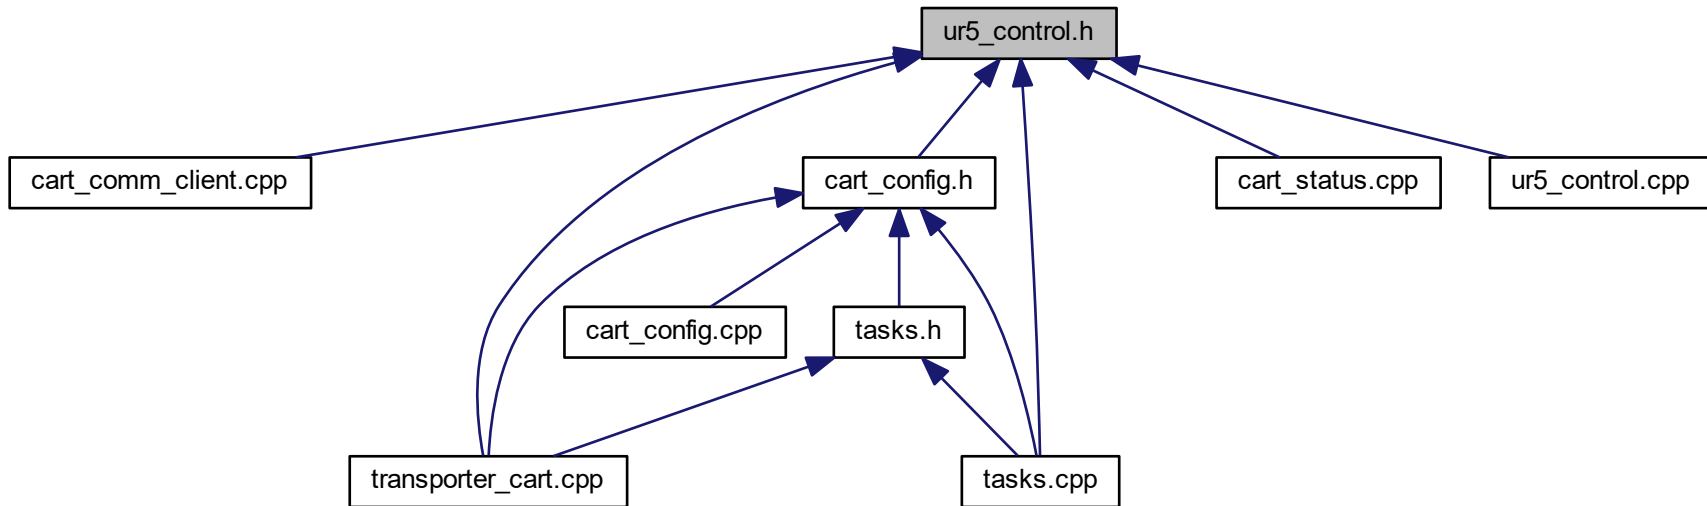 ur5_control.h
cart_comm_client.cpp
cart_config.h
cart_status.cpp
ur5_control.cpp
cart_config.cpp
tasks.h
transporter_cart.cpp
tasks.cpp